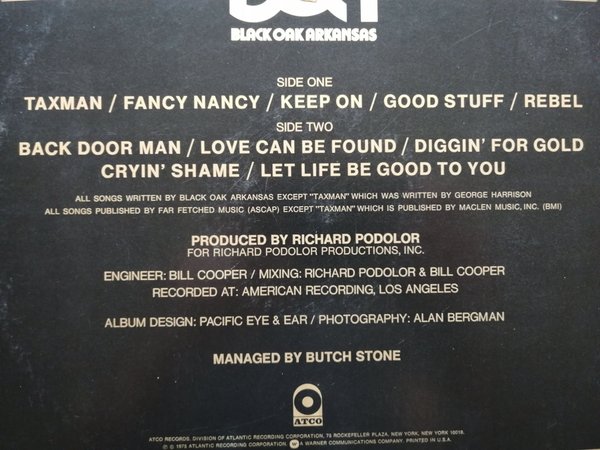 BLACK OAK ARKANSAS
SIDE ONE
TAXMAN / FANCY NANCY / KEEP ON / GOOD STUFF / REBEL
SIDE TWO
BACK DOOR MAN / LOVE CAN BE FOUND / DIGGIN' FOR GOLD
CRYIN' SHAME / LET LIFE BE GOOD TO YOU
ALL SONGS WRITTEN BY BLACK OAK ARKANSAS EXCEPT "TAXMAN" WHICH WAS WRITTEN BY GEORGE HARRISON
ALL SONGS PUBLISHED BY FAR FETCHED MUSIC (ASCAP) EXCEPT "TAXMAN" WHICH IS PUBLISHED BY MACLEN MUSIC, INC. (BMI)
PRODUCED BY RICHARD PODOLOR
FOR RICHARD PODOLOR PRODUCTIONS, INC.
ENGINEER: BILL COOPER / MIXING: RICHARD PODOLOR & BILL COOPER
RECORDED AT: AMERICAN RECORDING, LOS ANGELES
ALBUM DESIGN: PACIFIC EYE & EAR / PHOTOGRAPHY: ALAN BERGMAN
MANAGED BY BUTCH STONE
ATCO
ATCO RECORDS, DIVISION OF ATLANTIC RECORDING CORPORATION, 75 ROCKEFELLER PLAZA, NEW YORK, NEW YORK 10019.
℗ © 1975 ATLANTIC RECORDING CORPORATION. A WARNER COMMUNICATIONS COMPANY. PRINTED IN U.S.A.